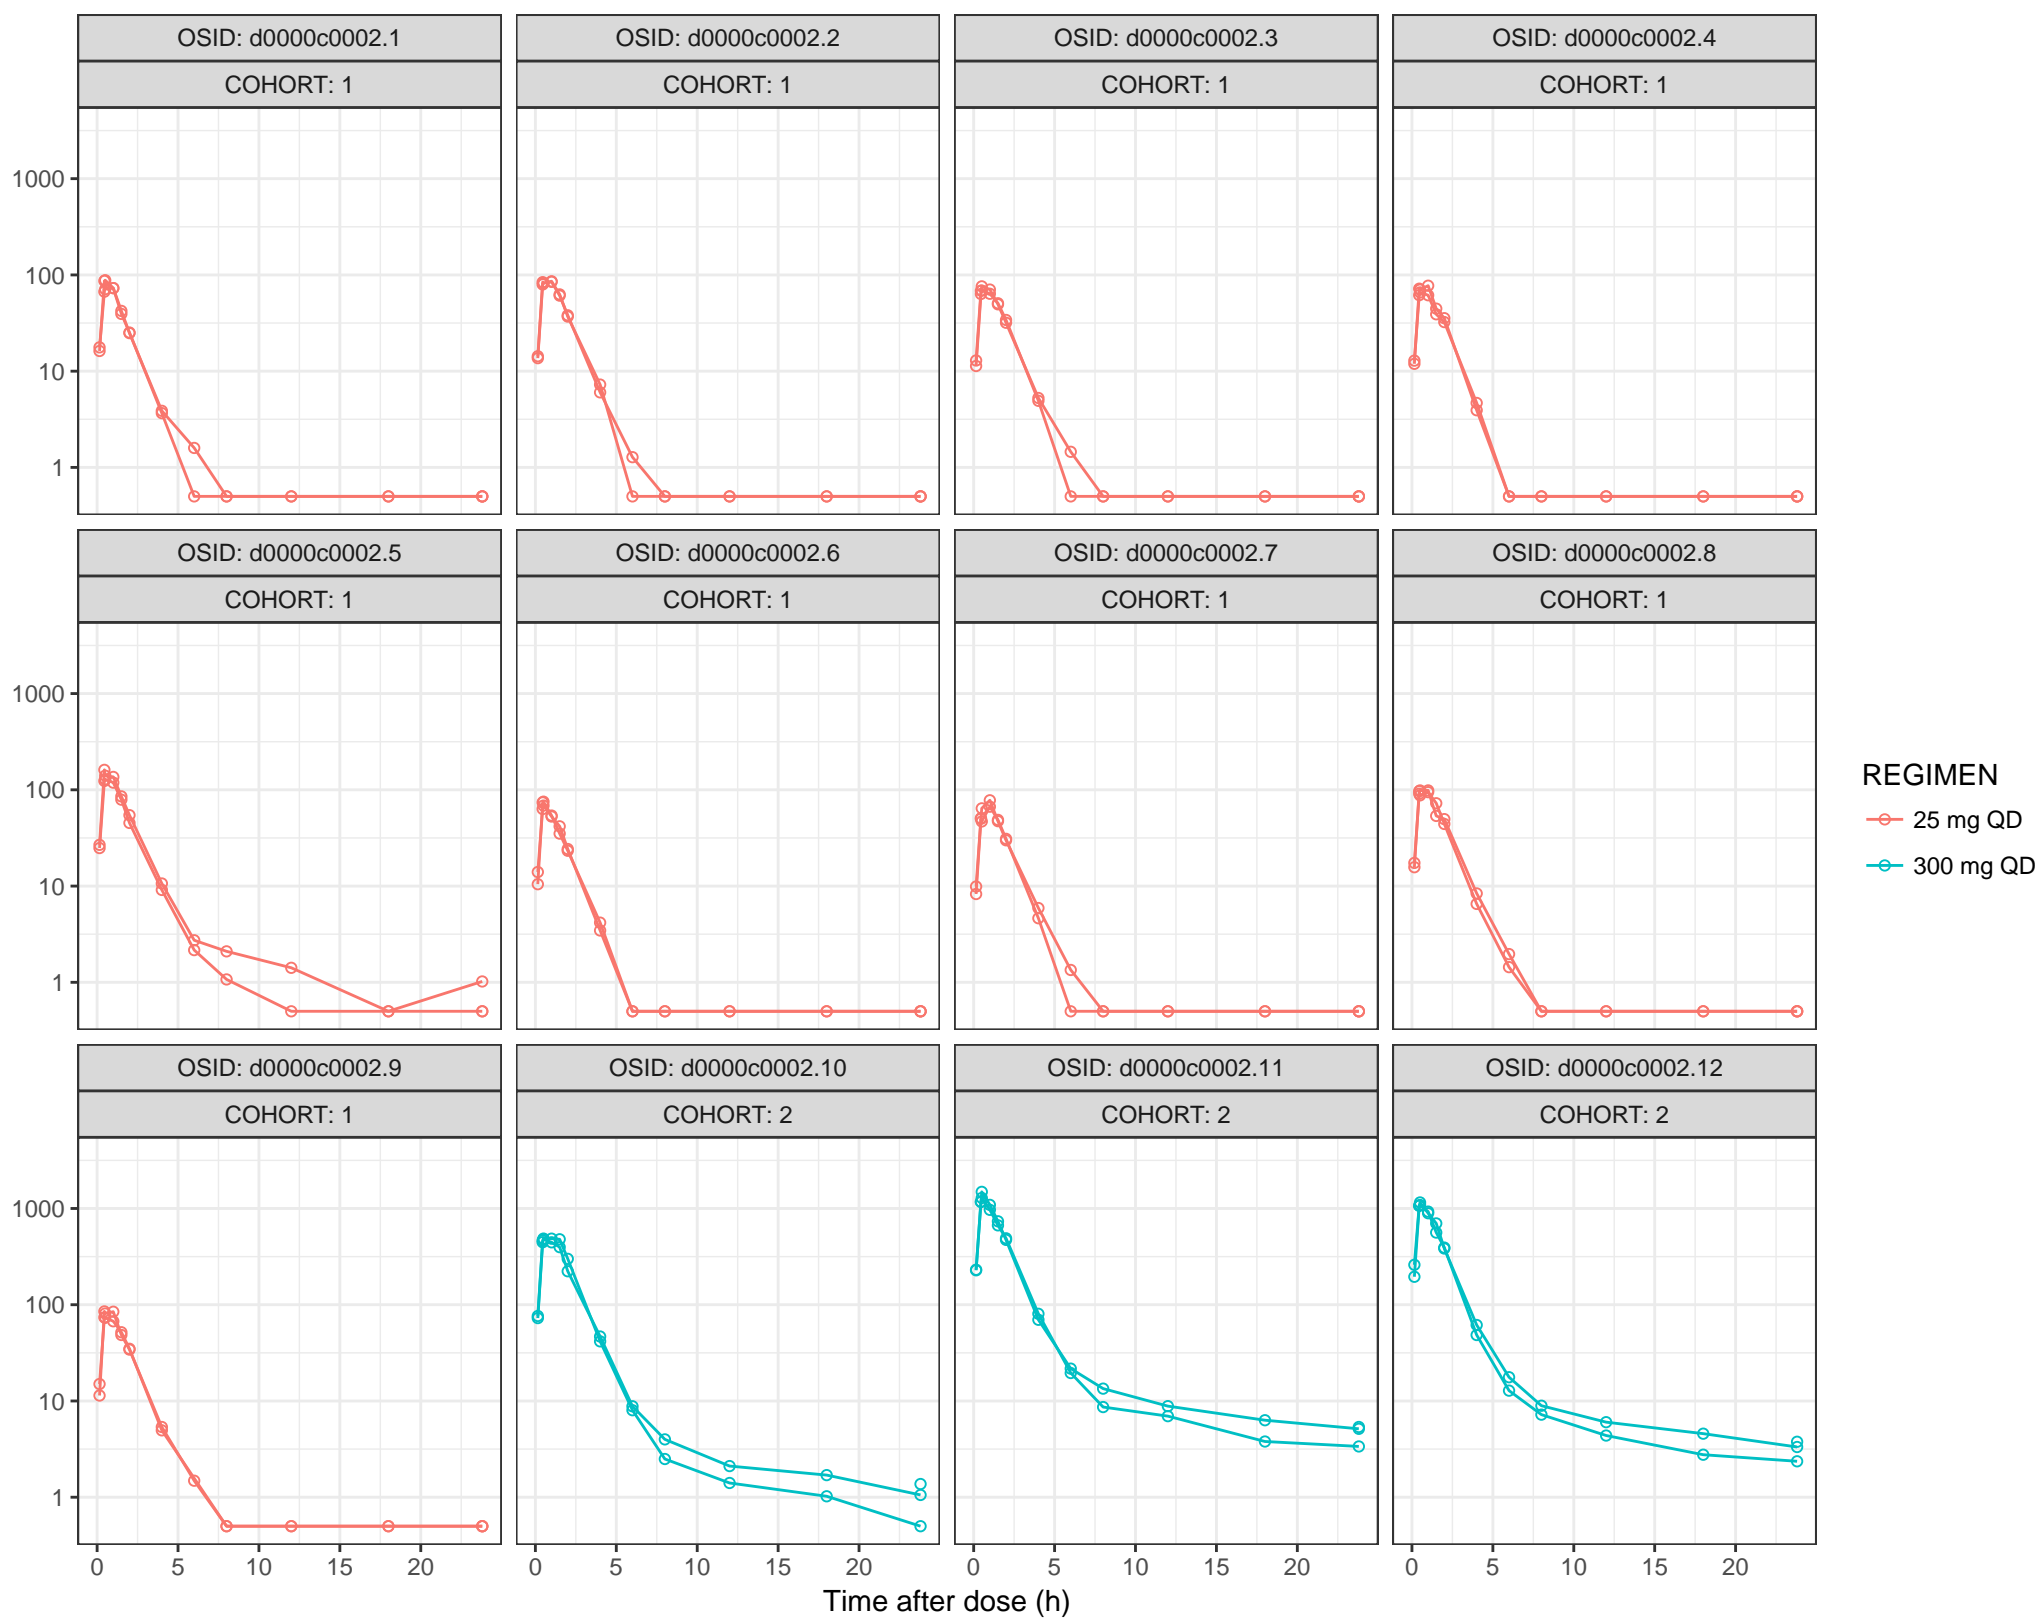 OSID: d0000c0002.1
COHORT: 1
OSID: d0000c0002.2
COHORT: 1
OSID: d0000c0002.3
COHORT: 1
OSID: d0000c0002.4
COHORT: 1
1000
100
10
1
OSID: d0000c0002.5
COHORT: 1
OSID: d0000c0002.6
COHORT: 1
OSID: d0000c0002.7
COHORT: 1
OSID: d0000c0002.8
COHORT: 1
1000
100
10
1
OSID: d0000c0002.9
COHORT: 1
OSID: d0000c0002.10
COHORT: 2
OSID: d0000c0002.11
COHORT: 2
OSID: d0000c0002.12
COHORT: 2
1000
100
10
1
0 5 10 15 20
0 5 10 15 20
0 5 10 15 20
0 5 10 15 20
Time after dose (h)
REGIMEN
25 mg QD
300 mg QD